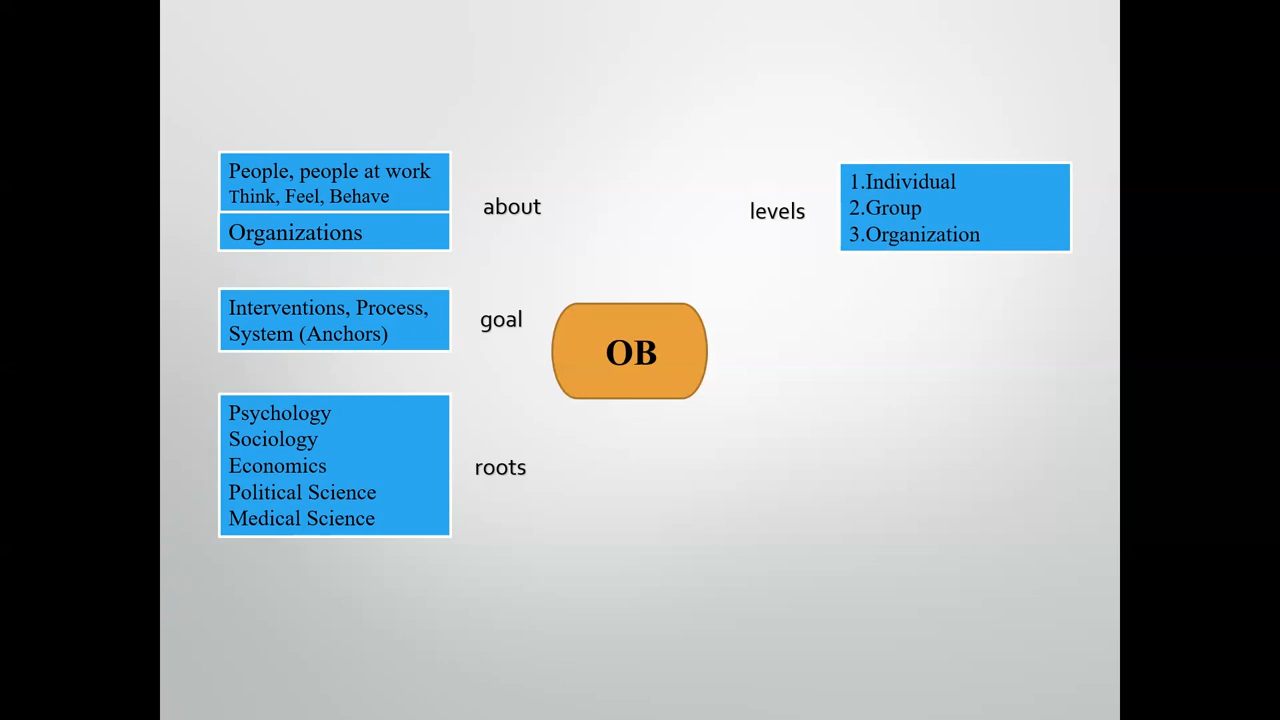 People, people at work
Think, Feel, Behave
Organizations
about
Interventions, Process,
System (Anchors)
goal
Psychology
Sociology
Economics
Political Science
Medical Science
roots
OB
levels
1.Individual
2.Group
3.Organization